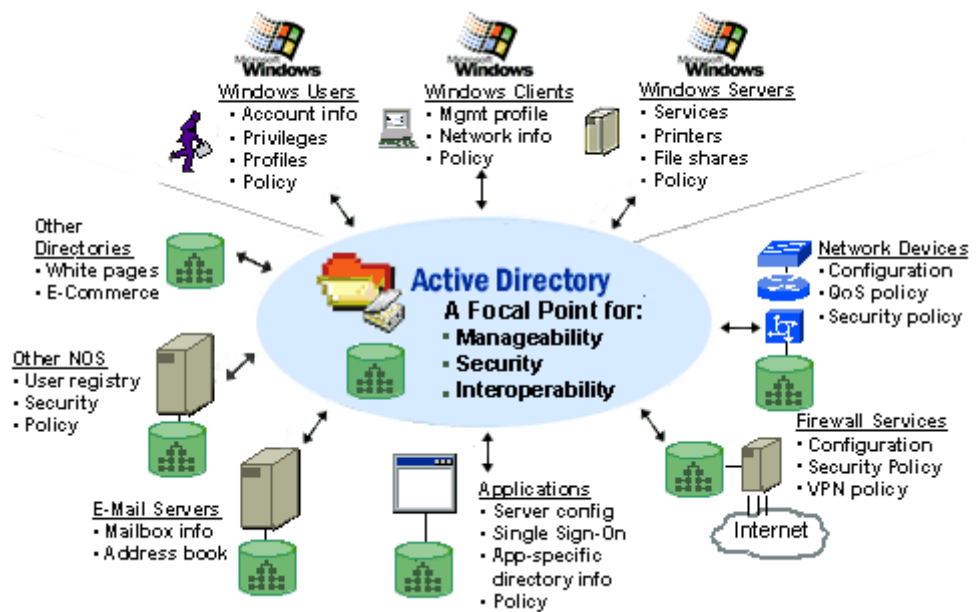 Microsoft
Windows
Windows Users
▪ Account info
▪ Privileges
▪ Profiles
▪ Policy
Microsoft
Windows
Windows Clients
▪ Mgmt profile
▪ Network info
▪ Policy
Microsoft
Windows
Windows Servers
▪ Services
▪ Printers
▪ File shares
▪ Policy
Other
Directories
▪ White pages
▪ E-Commerce
Active Directory
A Focal Point for:
▪ Manageability
▪ Security
▪ Interoperability
Network Devices
▪ Configuration
▪ QoS policy
▪ Security policy
Other NOS
▪ User registry
▪ Security
▪ Policy
Firewall Services
▪ Configuration
▪ Security Policy
▪ VPN policy
Internet
E-Mail Servers
▪ Mailbox info
▪ Address book
Applications
▪ Server config
▪ Single Sign-On
▪ App-specific
directory info
▪ Policy